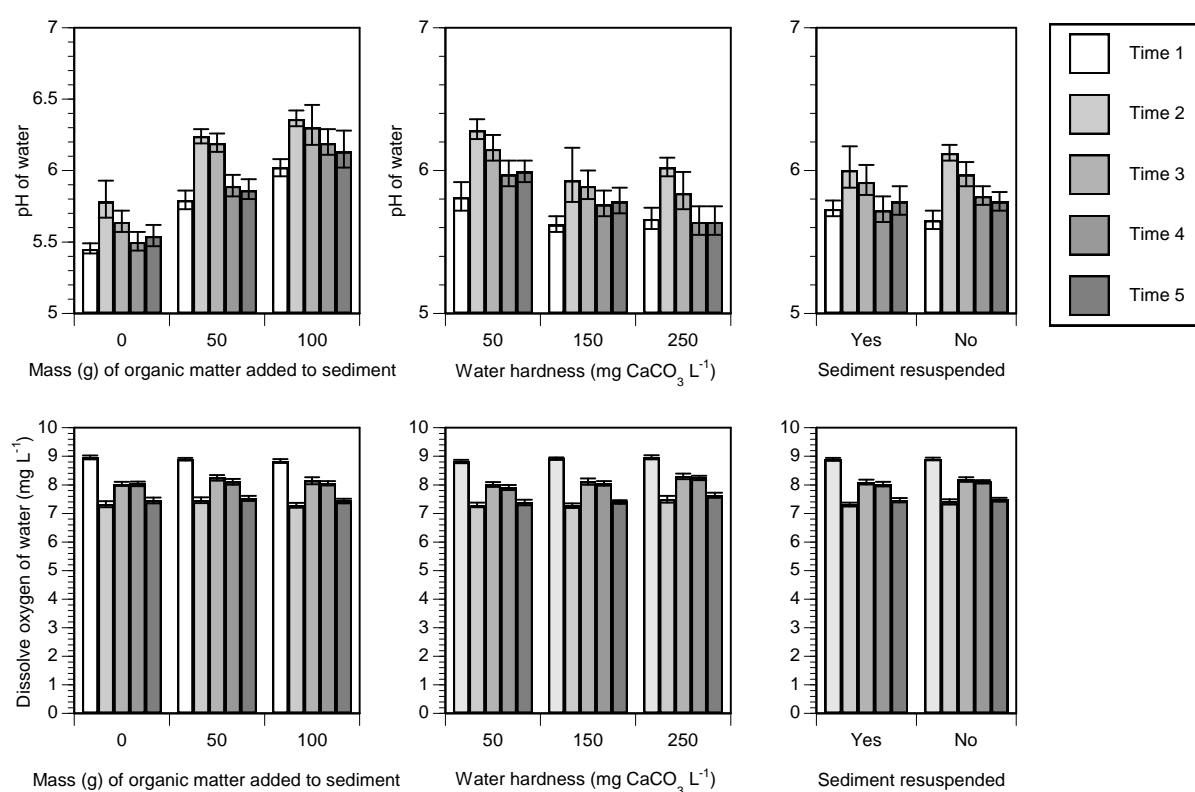 7
6.5
6
5.5
5
pH of water
0 50 100
Mass (g) of organic matter added to sediment
7
6
5
pH of water
50 150 250
Water hardness (mg CaCO3 L-1)
7
6
5
Yes No
Sediment resuspended
Time 1
Time 2
Time 3
Time 4
Time 5
10
9
8
7
6
5
4
3
2
1
0
Dissolve oxygen of water (mg L-1)
0 50 100
Mass (g) of organic matter added to sediment
10
9
8
7
6
5
4
3
2
1
0
50 150 250
Water hardness (mg CaCO3 L-1)
10
9
8
7
6
5
4
3
2
1
0
Yes No
Sediment resuspended